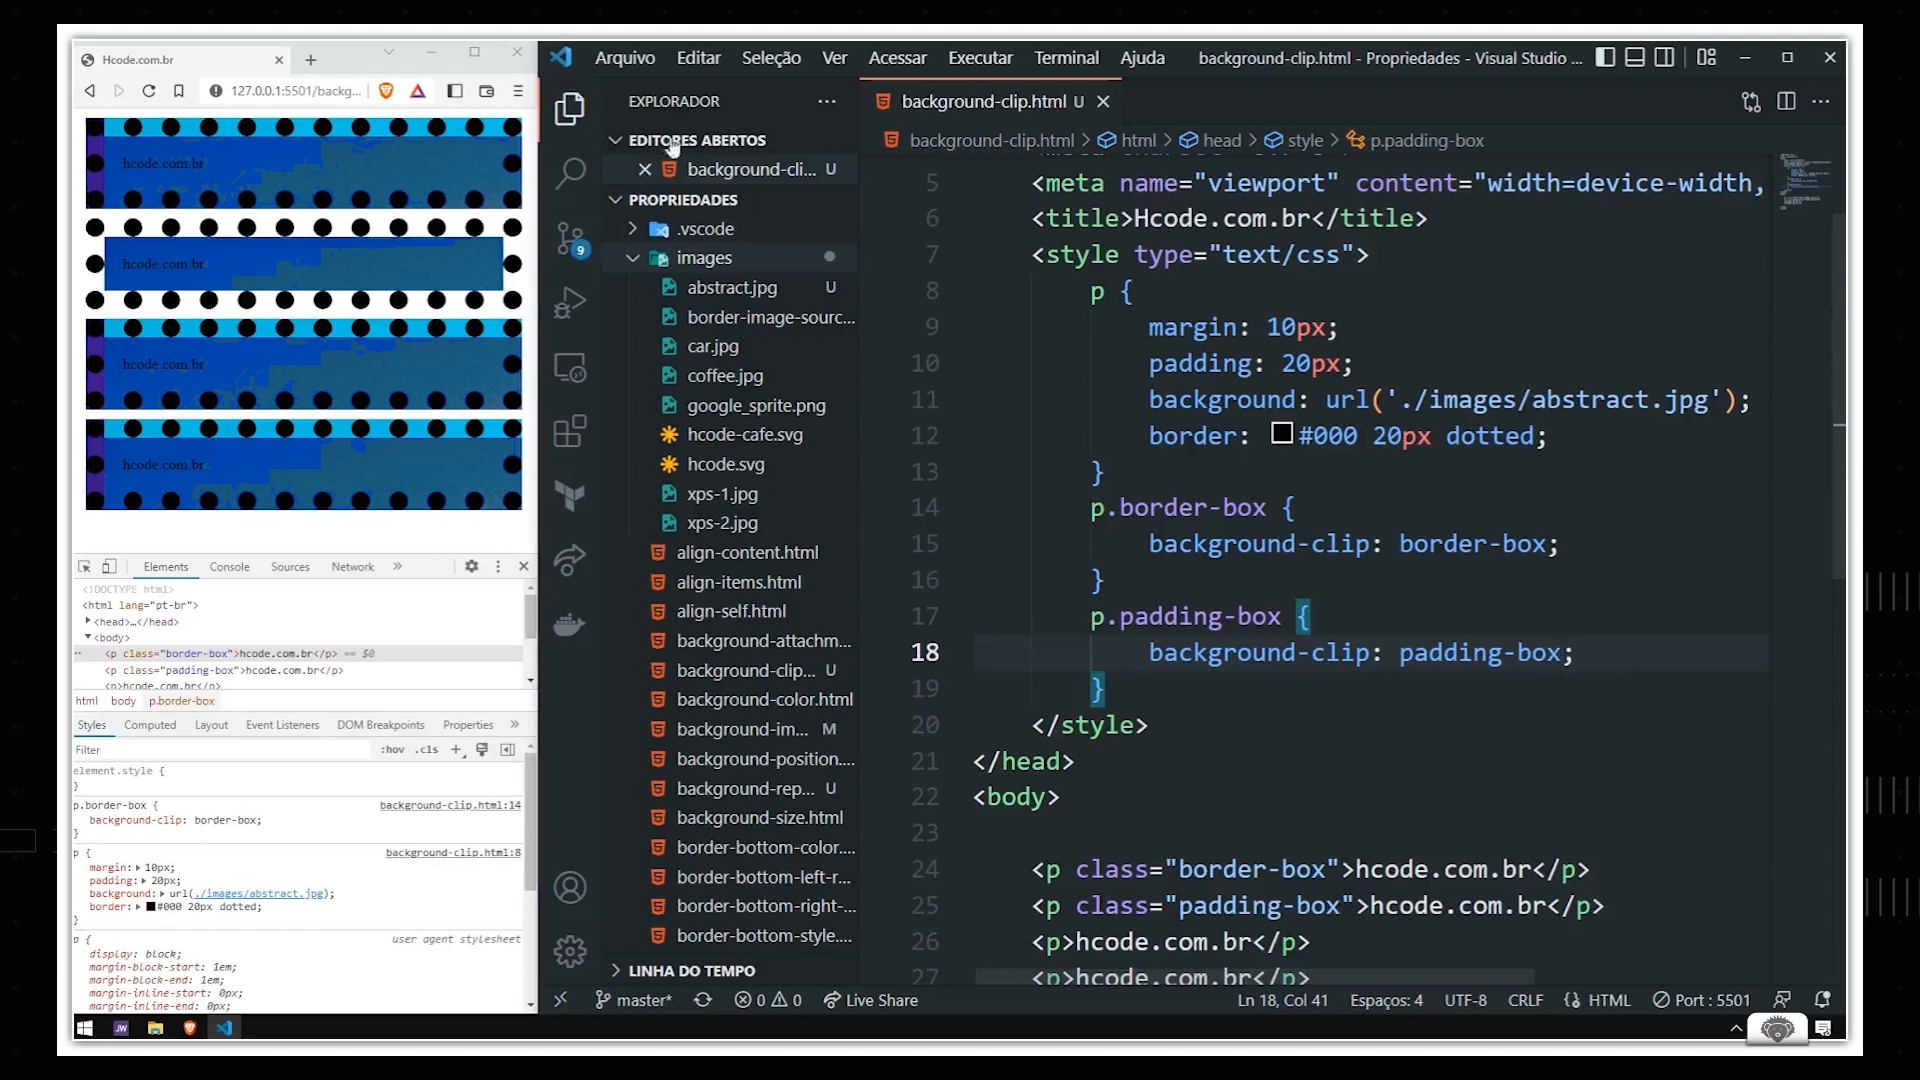 Hcode.com.br
127.0.0.1:5501/backg...
hcode.com.br
hcode.com.br
hcode.com.br
hcode.com.br
Elements Console Sources Network »
<!DOCTYPE html>
<html lang="pt-br">
<head>…</head>
<body>
<p class="border-box">hcode.com.br</p> == $0
<p class="padding-box">hcode.com.br</p>
<p>hcode.com.br</p>
html body p.border-box
Styles Computed Layout Event Listeners DOM Breakpoints Properties »
Filter :hov .cls +
element.style {
}
p.border-box { background-clip.html:14
background-clip: border-box;
}
p { background-clip.html:8
margin: 10px;
padding: 20px;
background: url(./images/abstract.jpg);
border: #000 20px dotted;
}
p { user agent stylesheet
display: block;
margin-block-start: 1em;
margin-block-end: 1em;
margin-inline-start: 0px;
margin-inline-end: 0px;
Arquivo Editar Seleção Ver Acessar Executar Terminal Ajuda background-clip.html - Propriedades - Visual Studio ...
EXPLORADOR
EDITORES ABERTOS
background-cli... U
PROPRIEDADES
.vscode
images
abstract.jpg U
border-image-sourc...
car.jpg
coffee.jpg
google_sprite.png
hcode-cafe.svg
hcode.svg
xps-1.jpg
xps-2.jpg
align-content.html
align-items.html
align-self.html
background-attachm...
background-clip... U
background-color.html
background-im... M
background-position....
background-rep... U
background-size.html
border-bottom-color....
border-bottom-left-r...
border-bottom-right-...
border-bottom-style....
LINHA DO TEMPO
9
background-clip.html U
background-clip.html > html > head > style > p.padding-box
5 <meta name="viewport" content="width=device-width,
6 <title>Hcode.com.br</title>
7 <style type="text/css">
8 p {
9 margin: 10px;
10 padding: 20px;
11 background: url('./images/abstract.jpg');
12 border: #000 20px dotted;
13 }
14 p.border-box {
15 background-clip: border-box;
16 }
17 p.padding-box {
18 background-clip: padding-box;
19 }
20 </style>
21 </head>
22 <body>
23
24 <p class="border-box">hcode.com.br</p>
25 <p class="padding-box">hcode.com.br</p>
26 <p>hcode.com.br</p>
27 <p>hcode.com.br</p>
master* 0 0 Live Share Ln 18, Col 41 Espaços: 4 UTF-8 CRLF HTML Port : 5501
JW